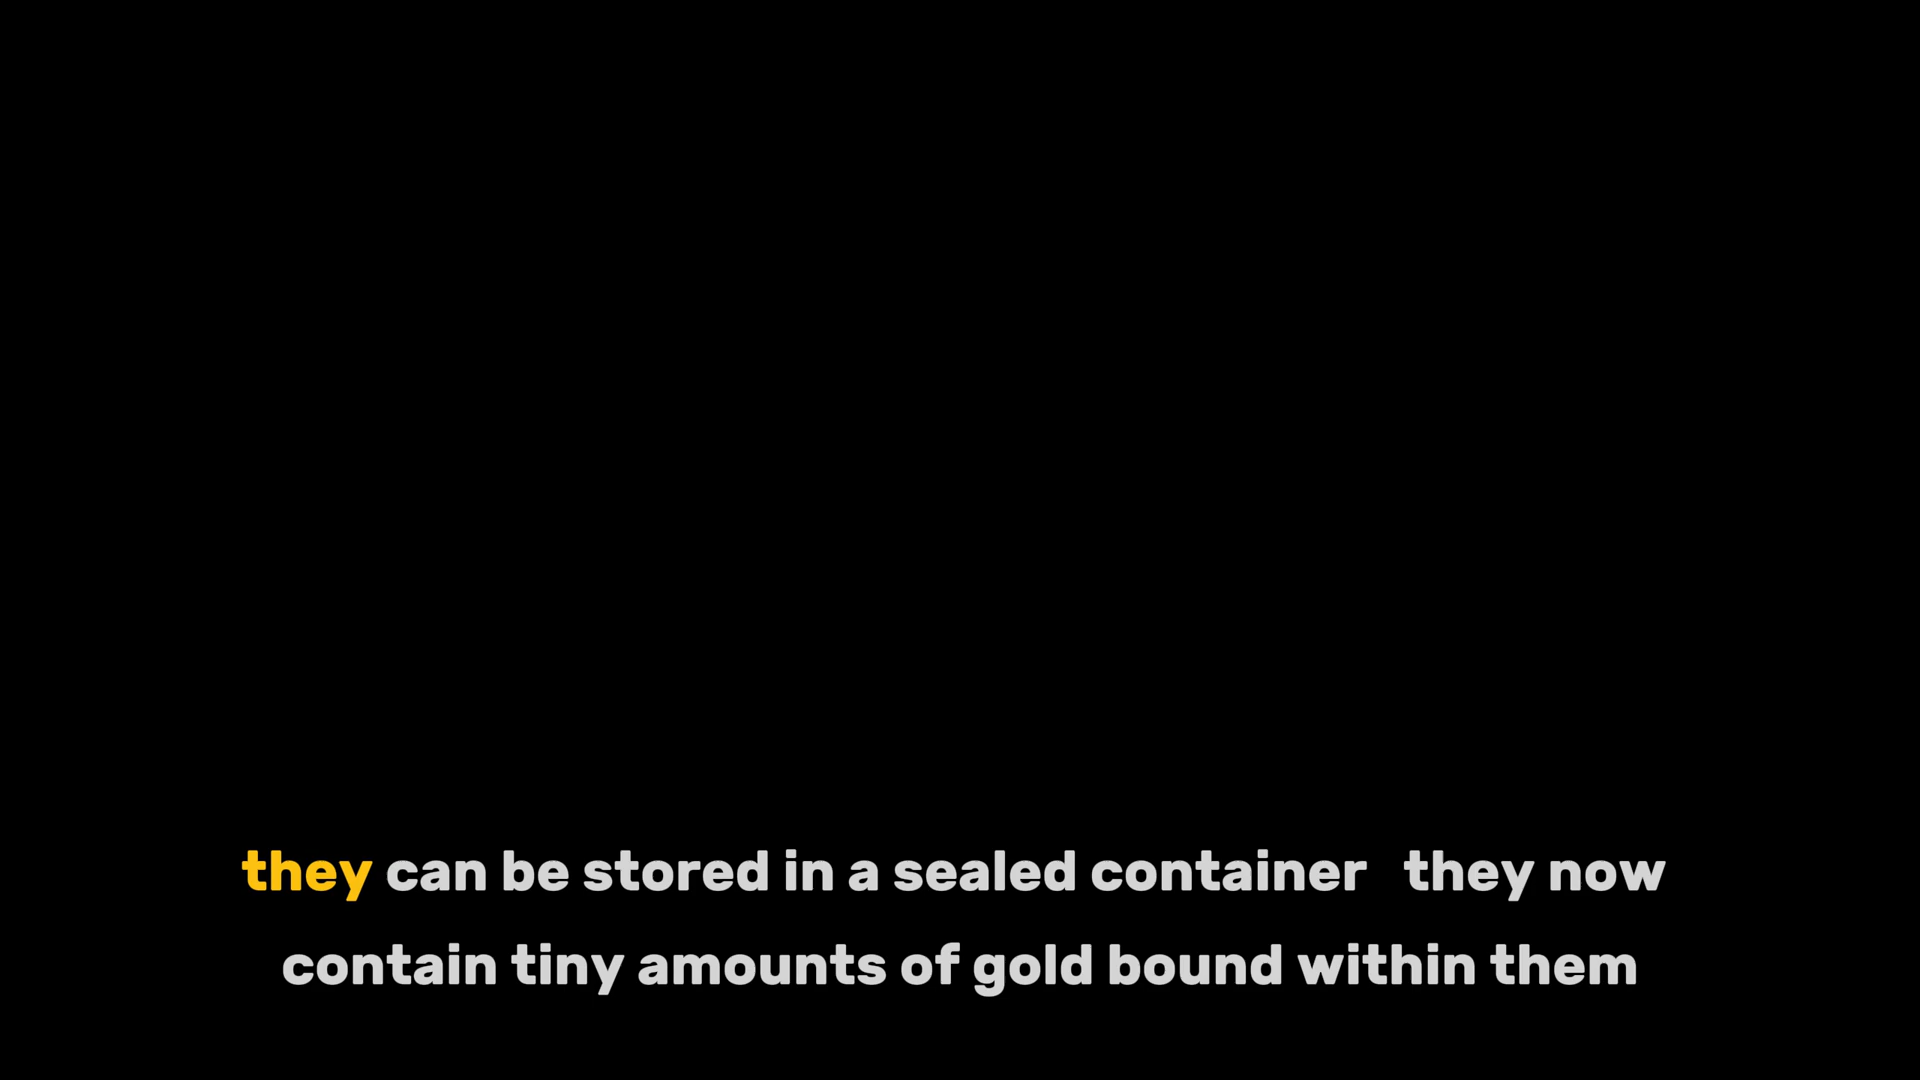 they can be stored in a sealed container they now
contain tiny amounts of gold bound within them